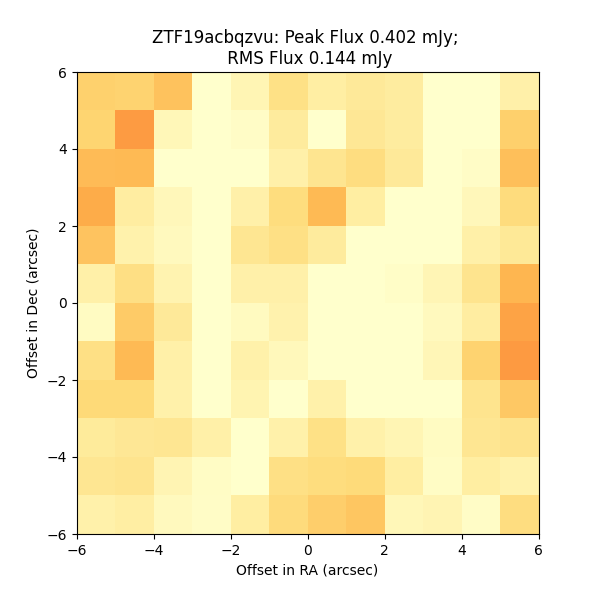 ZTF19acbqzvu: Peak Flux 0.402 mJy;
RMS Flux 0.144 mJy
6
4
2
0
−2
−4
−6
Offset in Dec (arcsec)
−6 −4 −2 0 2 4 6
Offset in RA (arcsec)